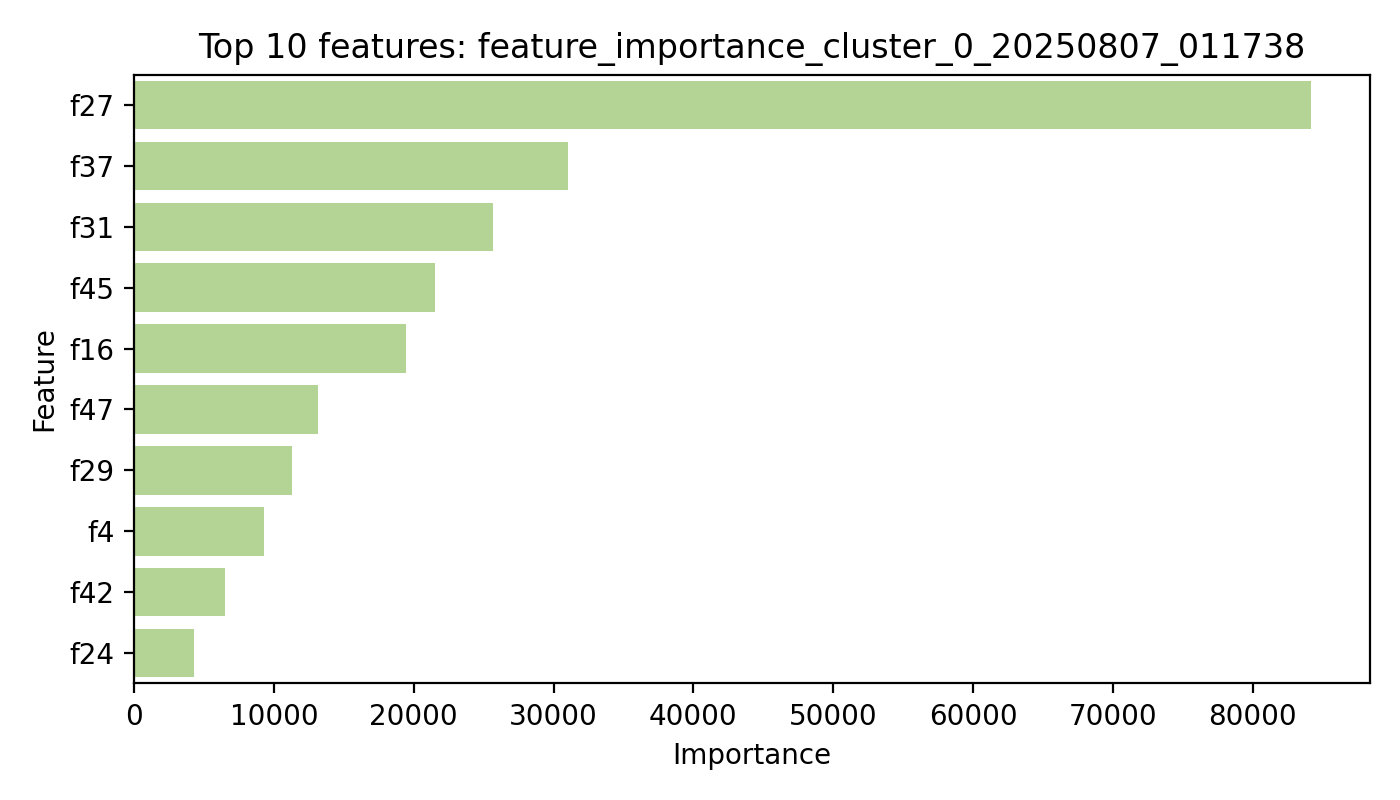 Top 10 features: feature_importance_cluster_0_20250807_011738
Feature
f27
f37
f31
f45
f16
f47
f29
f4
f42
f24
0 10000 20000 30000 40000 50000 60000 70000 80000
Importance